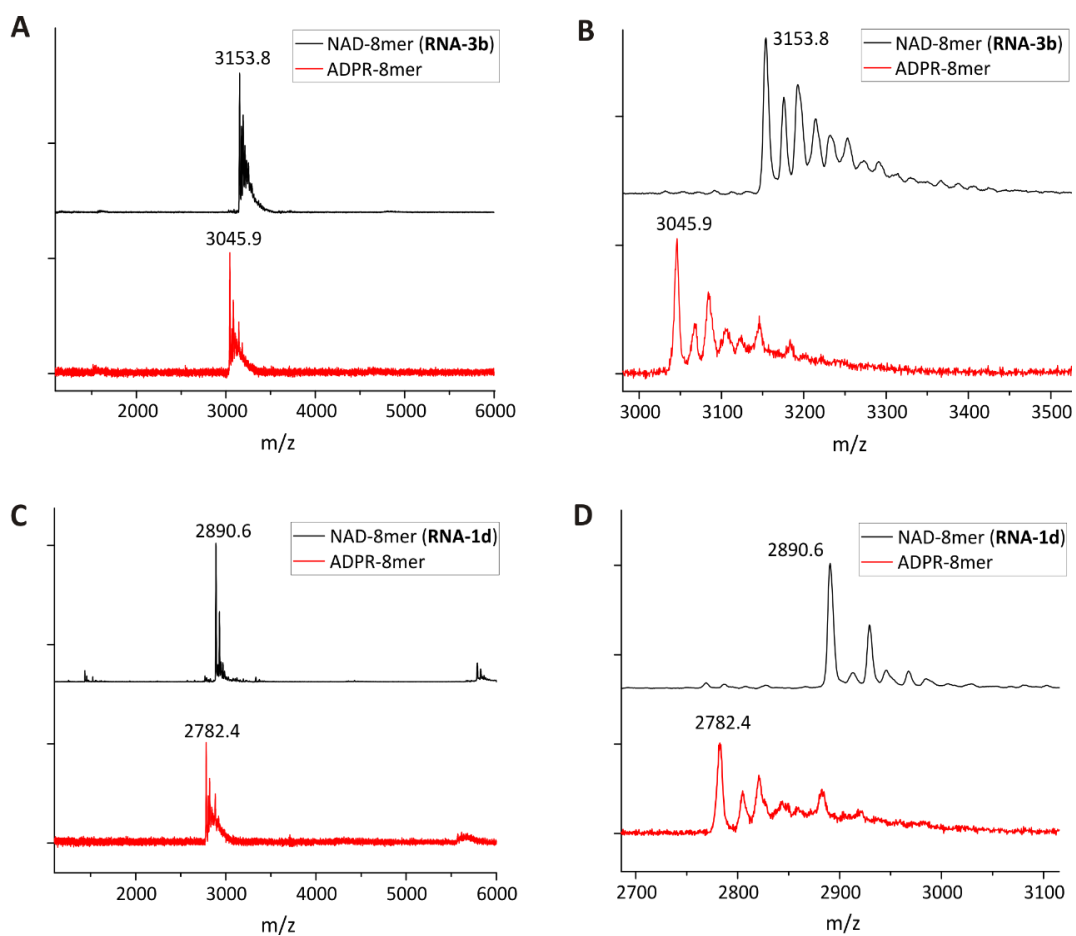 A
NAD-8mer (RNA-3b)
ADPR-8mer
3153.8
3045.9
2000 3000 4000 5000 6000
m/z
B
NAD-8mer (RNA-3b)
ADPR-8mer
3153.8
3045.9
3000 3100 3200 3300 3400 3500
m/z
C
NAD-8mer (RNA-1d)
ADPR-8mer
2890.6
2782.4
2000 3000 4000 5000 6000
m/z
D
NAD-8mer (RNA-1d)
ADPR-8mer
2890.6
2782.4
2700 2800 2900 3000 3100
m/z